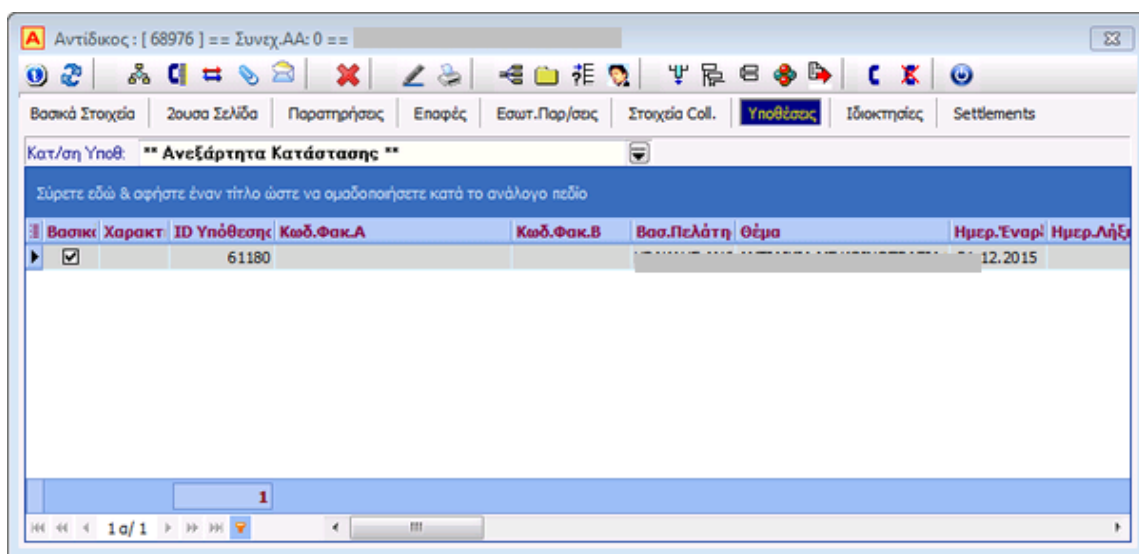 Αντίδικος : [ 68976 ] == Συνεχ.ΑΑ: 0 ==
Βασικά Στοιχεία 2ουσα Σελίδα Παρατηρήσεις Επαφές Εσωτ.Παρ/σεις Στοιχεία Coll. Υποθέσεις Ιδιοκτησίες Settlements
Κατ/ση Υποθ: ** Ανεξάρτητα Κατάστασης **
Σύρετε εδώ & αφήστε έναν τίτλο ώστε να ομαδοποιήσετε κατά το ανάλογο πεδίο
Βασικ Χαρακτ ID Υπόθεσης Κωδ.Φακ.Α Κωδ.Φακ.Β Βασ.Πελάτη Θέμα Ημερ.Έναρ Ημερ.Λήξ
61180 12.2015
1
1 α/ 1